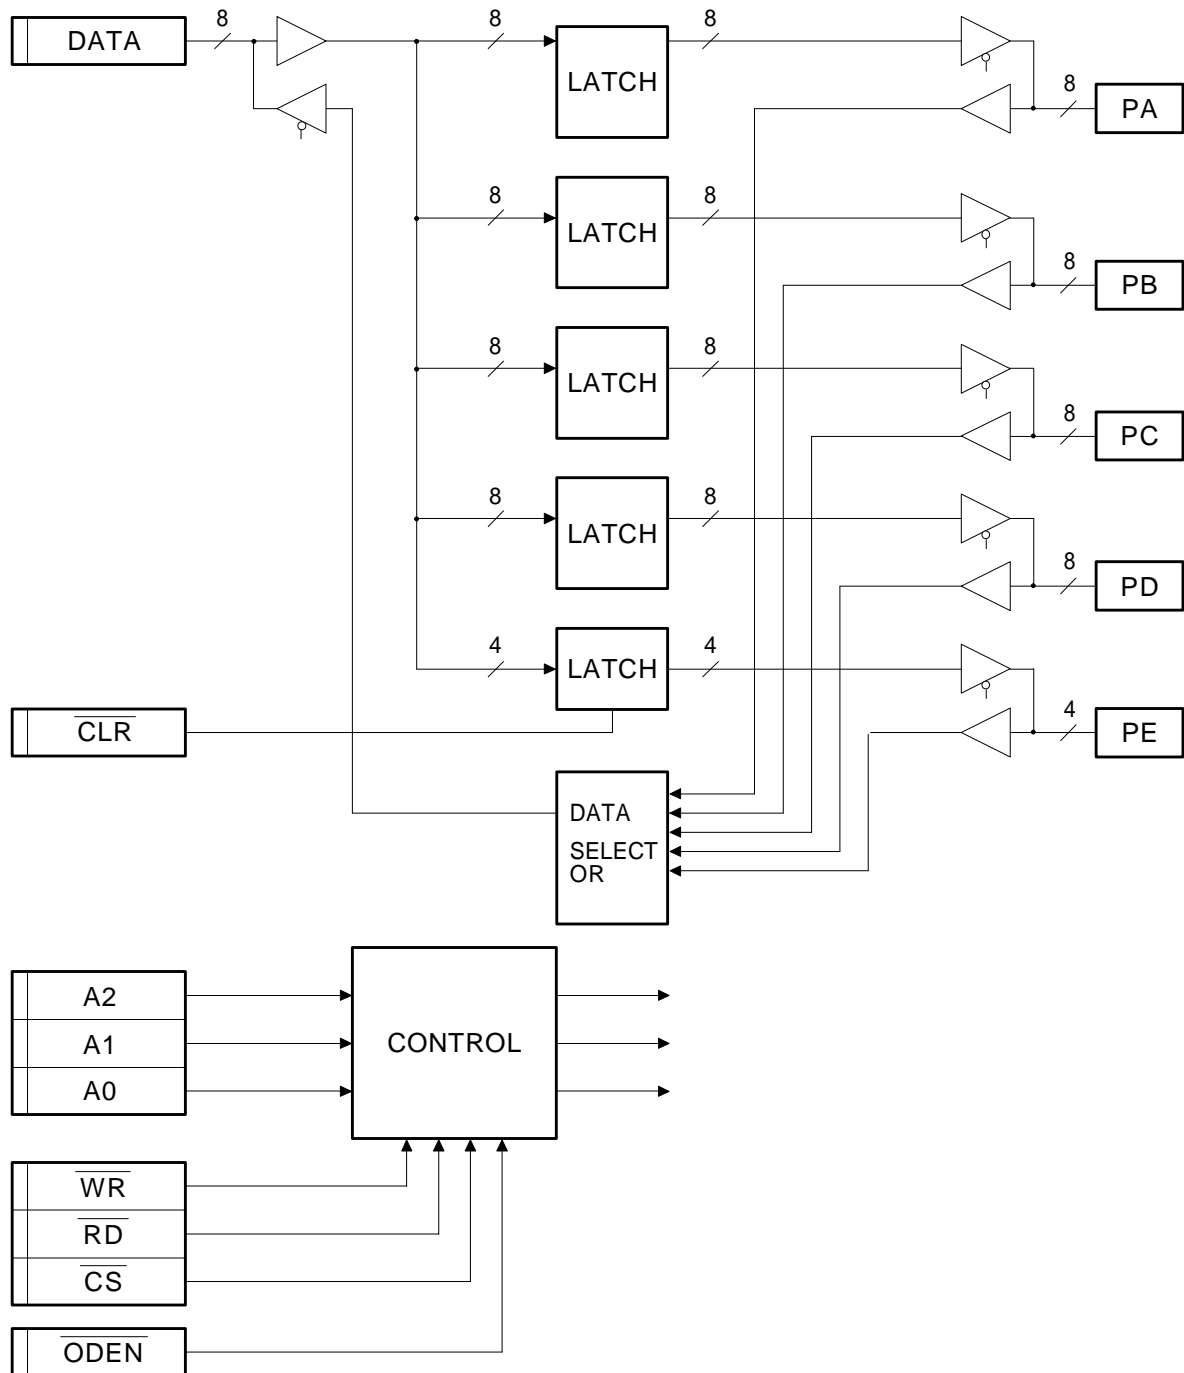 DATA
8
8
LATCH
8
8
PA
8
LATCH
8
8
PB
8
LATCH
8
8
PC
8
LATCH
8
8
PD
4
LATCH
4
4
PE
CLR
DATA
SELECT
OR
A2
A1
A0
CONTROL
WR
RD
CS
ODEN